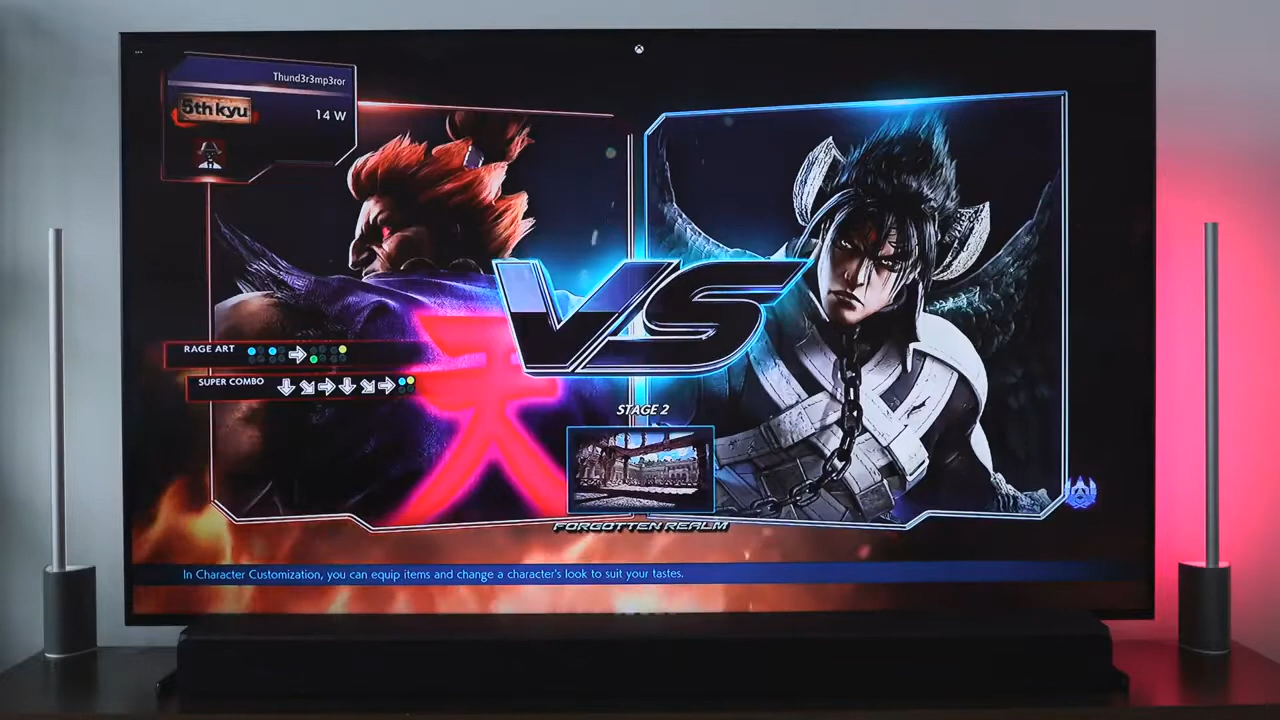 Thund3r3mp3ror
5th kyu
14 W
VS
RAGE ART
SUPER COMBO
天
STAGE 2
FORGOTTEN REALM
In Character Customization, you can equip items and change a character's look to suit your tastes.